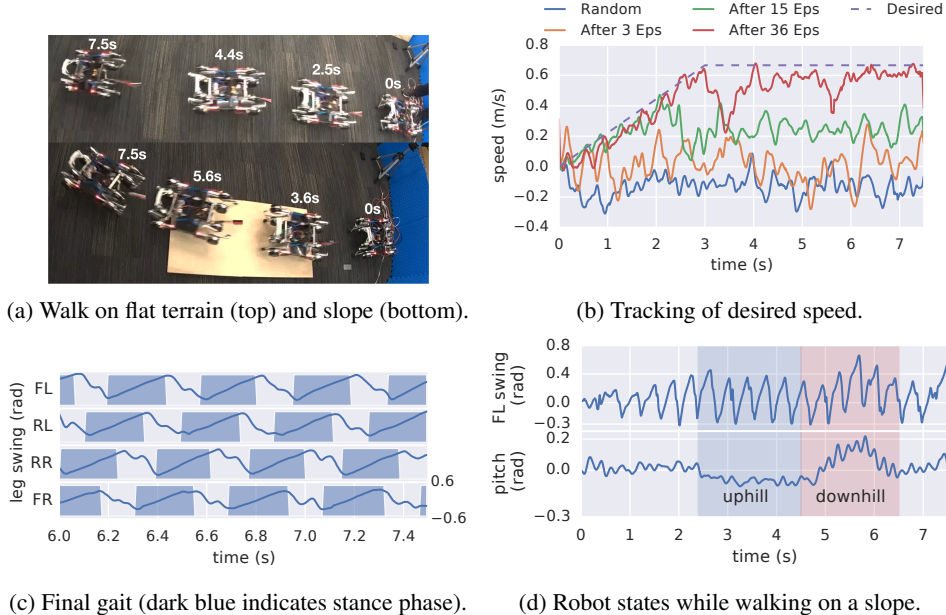 7.5s
4.4s
2.5s
0s
7.5s
5.6s
3.6s
0s
(a) Walk on flat terrain (top) and slope (bottom).
Random After 15 Eps Desired
After 3 Eps After 36 Eps
0.8
0.6
0.4
0.2
0.0
−0.2
−0.4
speed (m/s)
0 1 2 3 4 5 6 7
time (s)
(b) Tracking of desired speed.
leg swing (rad)
FL
RL
RR
FR
0.6
−0.6
6.0 6.2 6.4 6.6 6.8 7.0 7.2 7.4
time (s)
(c) Final gait (dark blue indicates stance phase).
FL swing
(rad)
0.8
0.4
0.0
−0.3
pitch
(rad)
0.2
0.0
−0.3
uphill downhill
0 1 2 3 4 5 6 7
time (s)
(d) Robot states while walking on a slope.